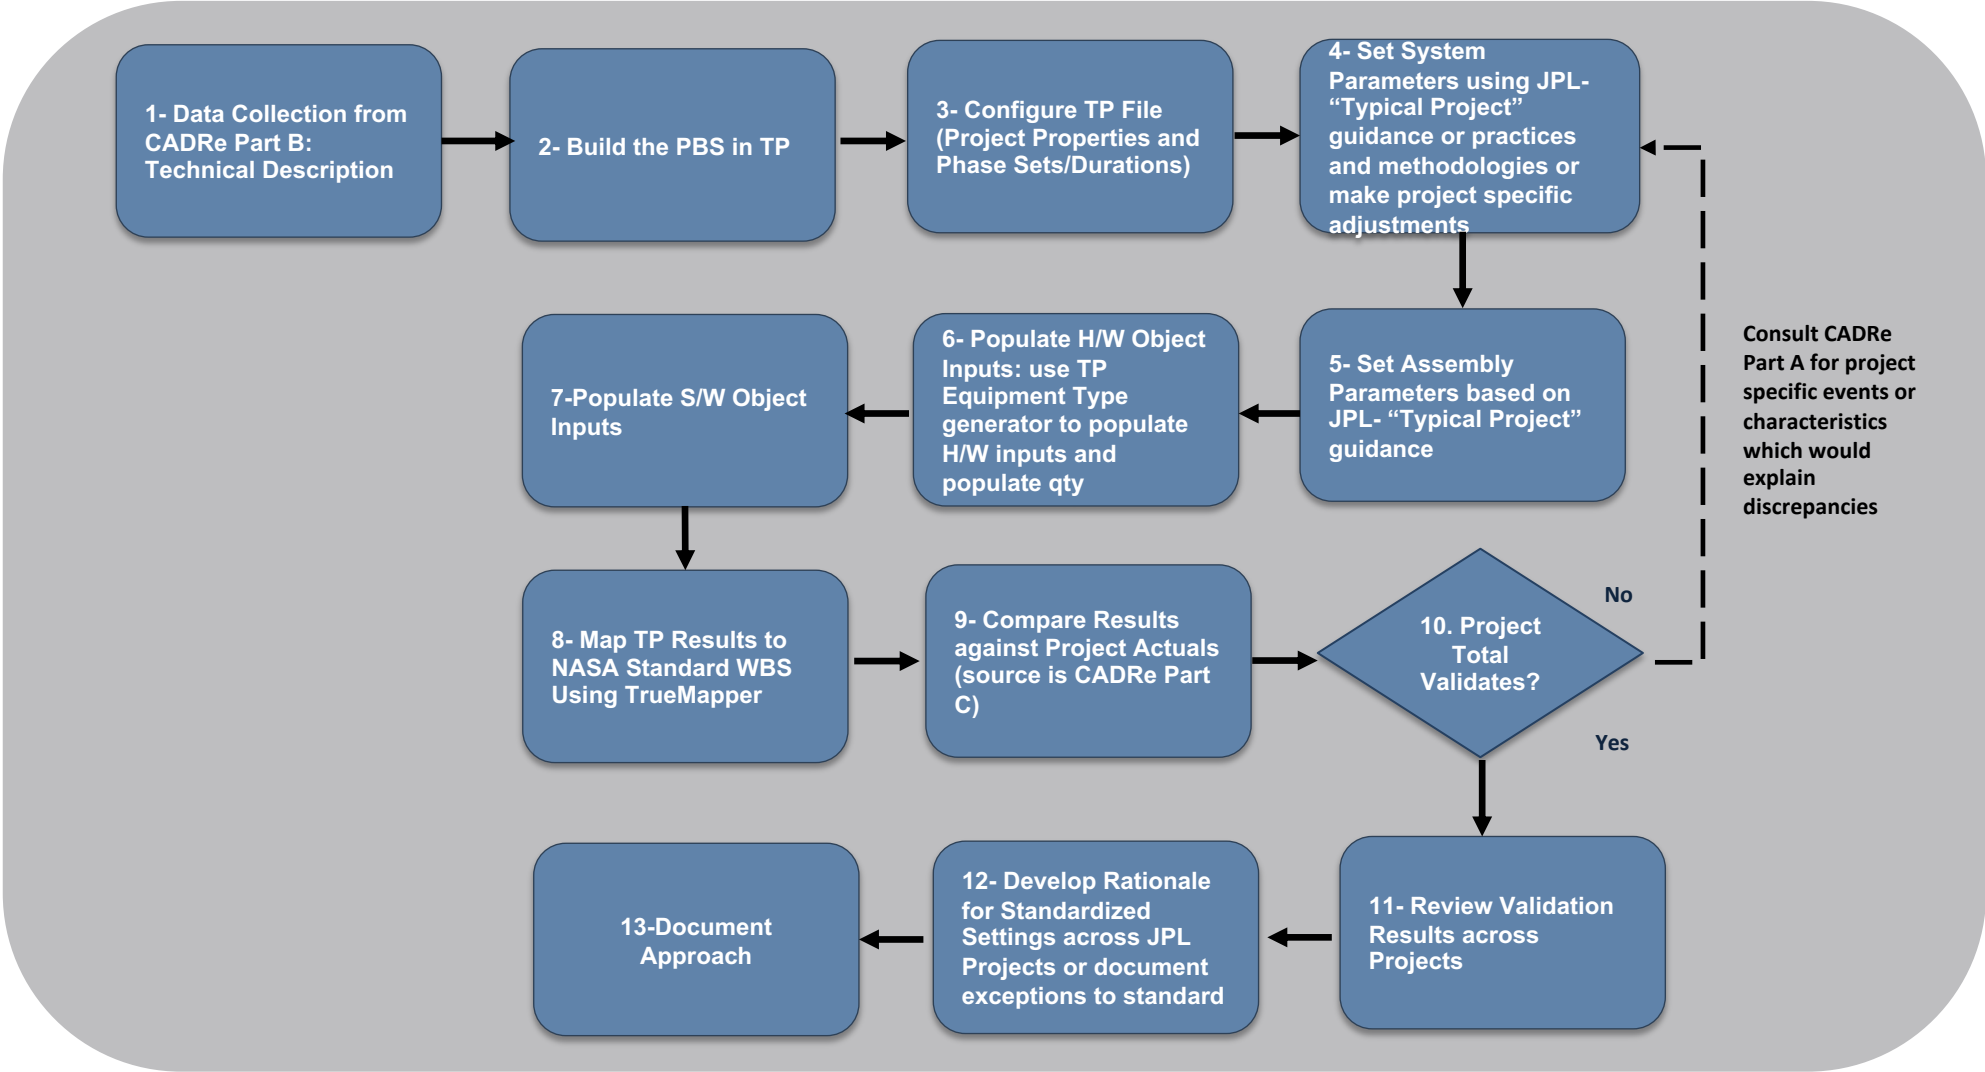 1- Data Collection from
CADRe Part B:
Technical Description
2- Build the PBS in TP
3- Configure TP File
(Project Properties and
Phase Sets/Durations)
4- Set System
Parameters using JPL-
“Typical Project”
guidance or practices
and methodologies or
make project specific
adjustments
5- Set Assembly
Parameters based on
JPL- “Typical Project”
guidance
6- Populate H/W Object
Inputs: use TP
Equipment Type
generator to populate
H/W inputs and
populate qty
7-Populate S/W Object
Inputs
8- Map TP Results to
NASA Standard WBS
Using TrueMapper
9- Compare Results
against Project Actuals
(source is CADRe Part
C)
10. Project
Total
Validates?
No
Consult CADRe
Part A for project
specific events or
characteristics
which would
explain
discrepancies
Yes
11- Review Validation
Results across
Projects
12- Develop Rationale
for Standardized
Settings across JPL
Projects or document
exceptions to standard
13-Document
Approach